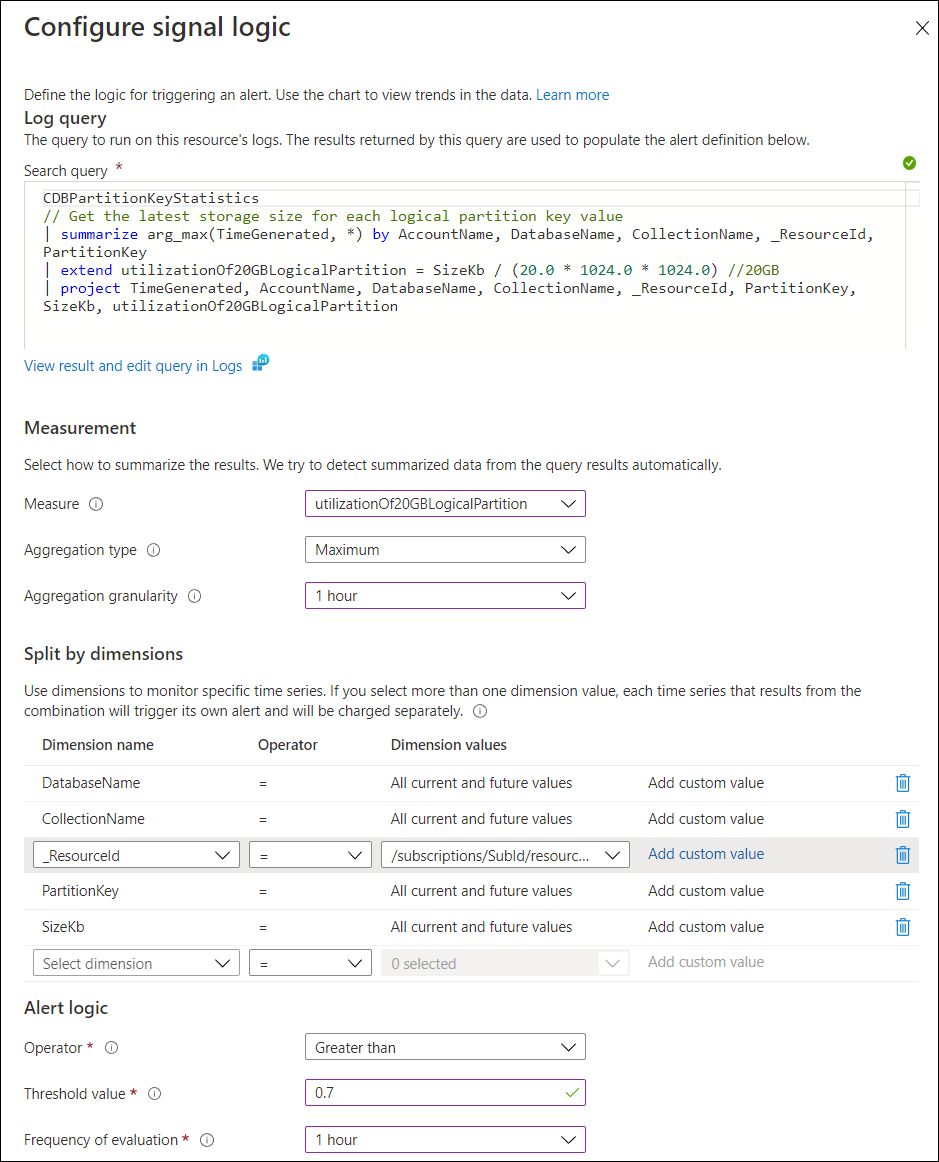 Configure signal logic
Define the logic for triggering an alert. Use the chart to view trends in the data. Learn more
Log query
The query to run on this resource's logs. The results returned by this query are used to populate the alert definition below.
Search query *
CDBPartitionKeyStatistics
// Get the latest storage size for each logical partition key value
| summarize arg_max(TimeGenerated, *) by AccountName, DatabaseName, CollectionName, _ResourceId,
PartitionKey
| extend utilizationOf20GBLogicalPartition = SizeKb / (20.0 * 1024.0 * 1024.0) //20GB
| project TimeGenerated, AccountName, DatabaseName, CollectionName, _ResourceId, PartitionKey,
SizeKb, utilizationOf20GBLogicalPartition
View result and edit query in Logs
Measurement
Select how to summarize the results. We try to detect summarized data from the query results automatically.
Measure utilizationOf20GBLogicalPartition
Aggregation type Maximum
Aggregation granularity 1 hour
Split by dimensions
Use dimensions to monitor specific time series. If you select more than one dimension value, each time series that results from the
combination will trigger its own alert and will be charged separately.
Dimension name Operator Dimension values
DatabaseName = All current and future values Add custom value
CollectionName = All current and future values Add custom value
_ResourceId = /subscriptions/SubId/resourc... Add custom value
PartitionKey = All current and future values Add custom value
SizeKb = All current and future values Add custom value
Select dimension = 0 selected Add custom value
Alert logic
Operator * Greater than
Threshold value * 0.7
Frequency of evaluation * 1 hour